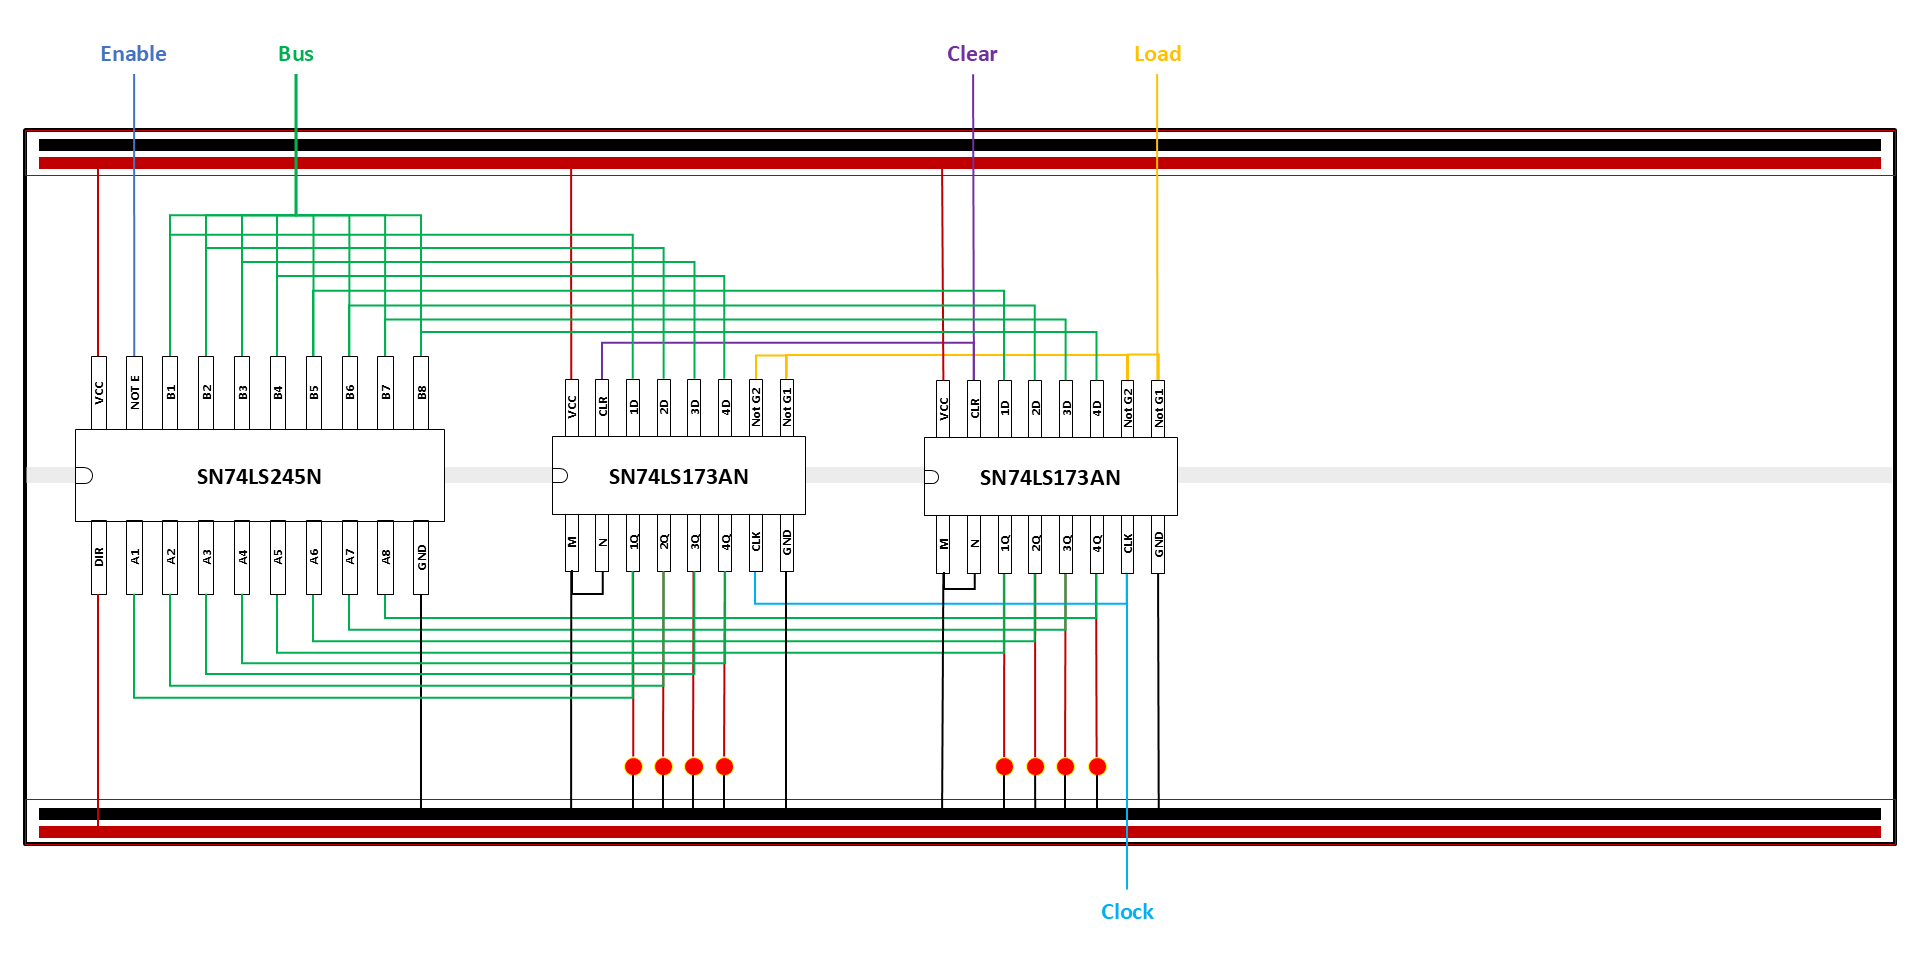 Enable Bus Clear Load
VCC NOT E B1 B2 B3 B4 B5 B6 B7 B8
VCC CLR 1D 2D 3D 4D Not G2 Not G1
VCC CLR 1D 2D 3D 4D Not G2 Not G1
SN74LS245N SN74LS173AN SN74LS173AN
DIR A1 A2 A3 A4 A5 A6 A7 A8 GND
M N 1Q 2Q 3Q 4Q CLK GND
M N 1Q 2Q 3Q 4Q CLK GND
Clock